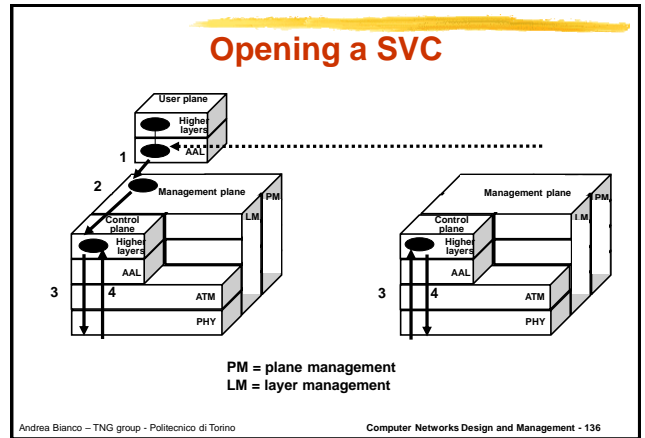 Opening a SVC
User plane
Higher
layers
AAL
1
2
Management plane
PM
LM
Control
plane
Higher
layers
AAL
3
4
ATM
PHY
Management plane
PM
LM
Control
plane
Higher
layers
AAL
3
4
ATM
PHY
PM = plane management
LM = layer management
Andrea Bianco – TNG group - Politecnico di Torino
Computer Networks Design and Management - 136